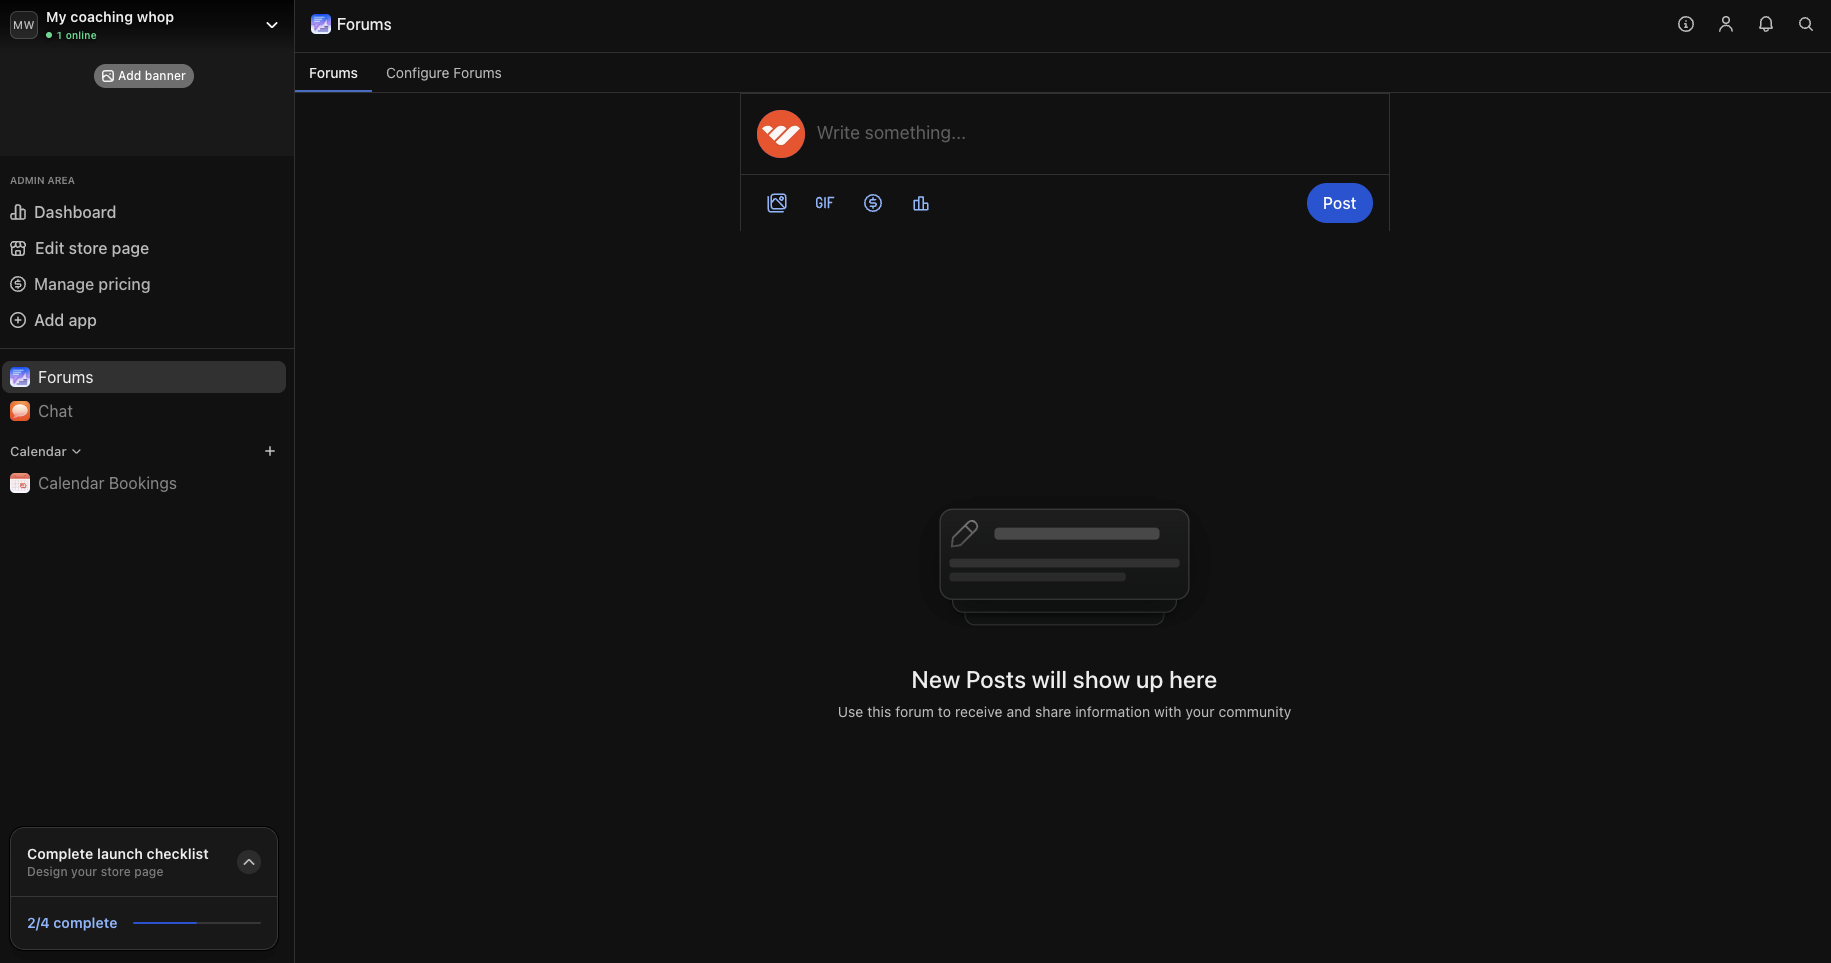 MW
My coaching whop
1 online
Add banner
ADMIN AREA
Dashboard
Edit store page
Manage pricing
Add app
Forums
Chat
Calendar
Calendar Bookings
Complete launch checklist
Design your store page
2/4 complete
Forums
Forums
Configure Forums
Write something...
GIF
Post
New Posts will show up here
Use this forum to receive and share information with your community